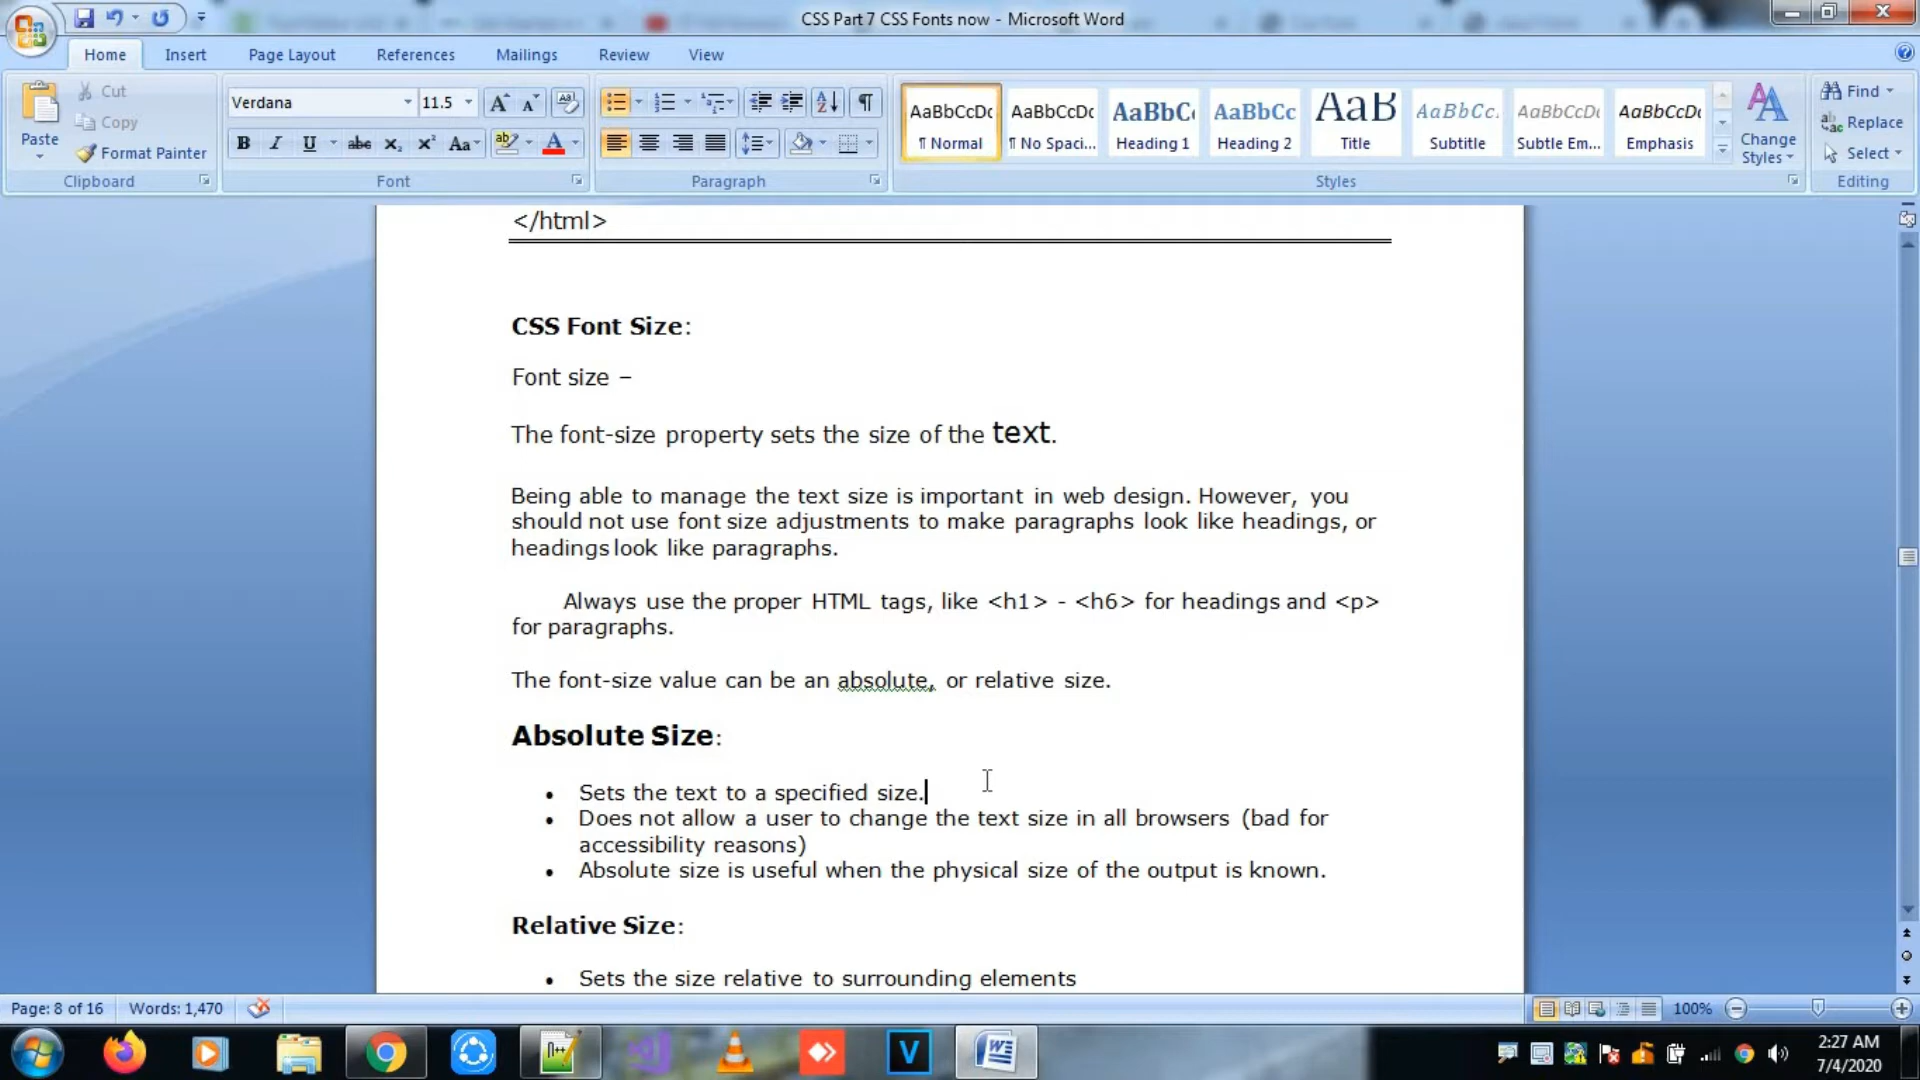 CSS Part 7 CSS Fonts now - Microsoft Word
Home Insert Page Layout References Mailings Review View
Paste
Cut
Copy
Format Painter
Clipboard
Verdana 11.5
B I U abc X₂ X² Aa
Font
Paragraph
AaBbCcDc AaBbCcDc AaBbC AaBbCc AaB AaBbCc. AaBbCcDc AaBbCcDc
¶ Normal ¶ No Spaci... Heading 1 Heading 2 Title Subtitle Subtle Em... Emphasis
Change Styles
Styles
Find
Replace
Select
Editing
</html>
CSS Font Size:
Font size –
The font-size property sets the size of the text.
Being able to manage the text size is important in web design. However, you
should not use font size adjustments to make paragraphs look like headings, or
headings look like paragraphs.
Always use the proper HTML tags, like <h1> - <h6> for headings and <p>
for paragraphs.
The font-size value can be an absolute, or relative size.
Absolute Size:
• Sets the text to a specified size.
• Does not allow a user to change the text size in all browsers (bad for
accessibility reasons)
• Absolute size is useful when the physical size of the output is known.
Relative Size:
• Sets the size relative to surrounding elements
Page: 8 of 16 Words: 1,470 100%
2:27 AM
7/4/2020